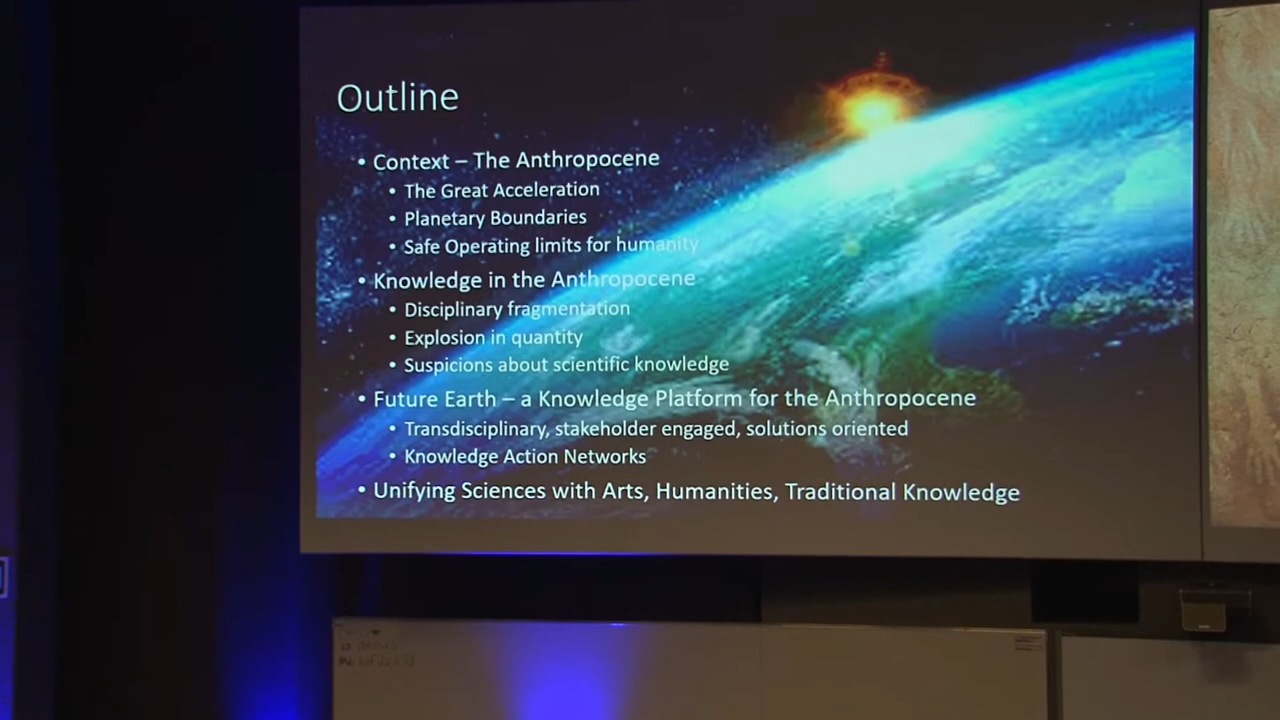 Outline
• Context – The Anthropocene
• The Great Acceleration
• Planetary Boundaries
• Safe Operating limits for humanity
• Knowledge in the Anthropocene
• Disciplinary fragmentation
• Explosion in quantity
• Suspicions about scientific knowledge
• Future Earth – a Knowledge Platform for the Anthropocene
• Transdisciplinary, stakeholder engaged, solutions oriented
• Knowledge Action Networks
• Unifying Sciences with Arts, Humanities, Traditional Knowledge